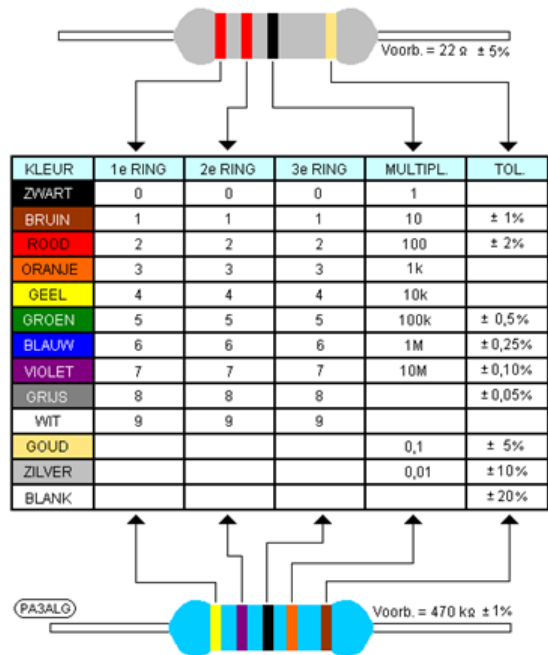 Voorb. = 22 Ω ± 5%
KLEUR 1e RING 2e RING 3e RING MULTIPL. TOL.
ZWART 0 0 0 1
BRUIN 1 1 1 10 ± 1%
ROOD 2 2 2 100 ± 2%
ORANJE 3 3 3 1k
GEEL 4 4 4 10k
GROEN 5 5 5 100k ± 0,5%
BLAUW 6 6 6 1M ±0,25%
VIOLET 7 7 7 10M ±0,10%
GRIJS 8 8 8 ±0,05%
WIT 9 9 9
GOUD 0,1 ± 5%
ZILVER 0,01 ±10%
BLANK ±20%
PA3ALG Voorb. = 470 kΩ ±1%